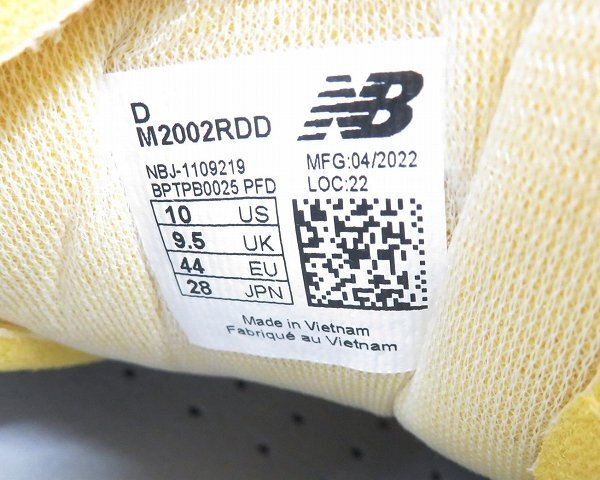 D
M2002RDD
NB
NBJ-1109219
BPTPB0025 PFD
MFG:04/2022
LOC:22
10 US
9.5 UK
44 EU
28 JPN
Made in Vietnam
Fabriqué au Vietnam